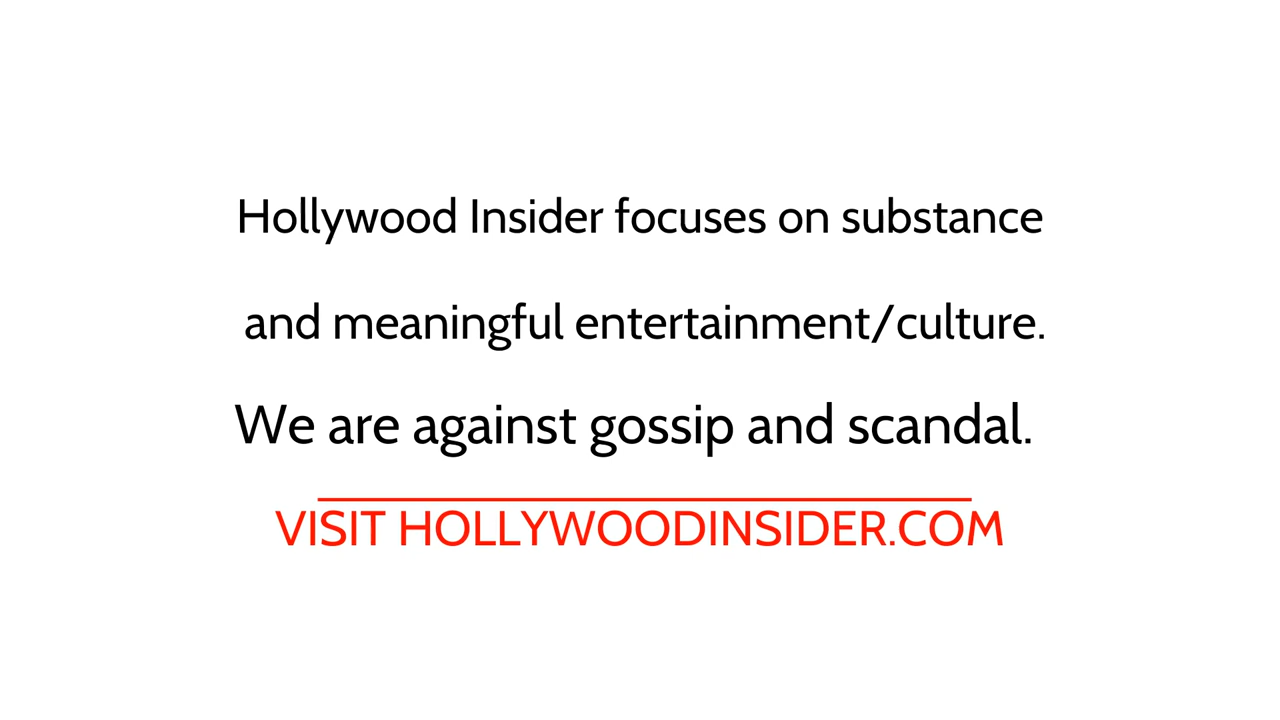 Hollywood Insider focuses on substance
and meaningful entertainment/culture.
We are against gossip and scandal.
VISIT HOLLYWOODINSIDER.COM